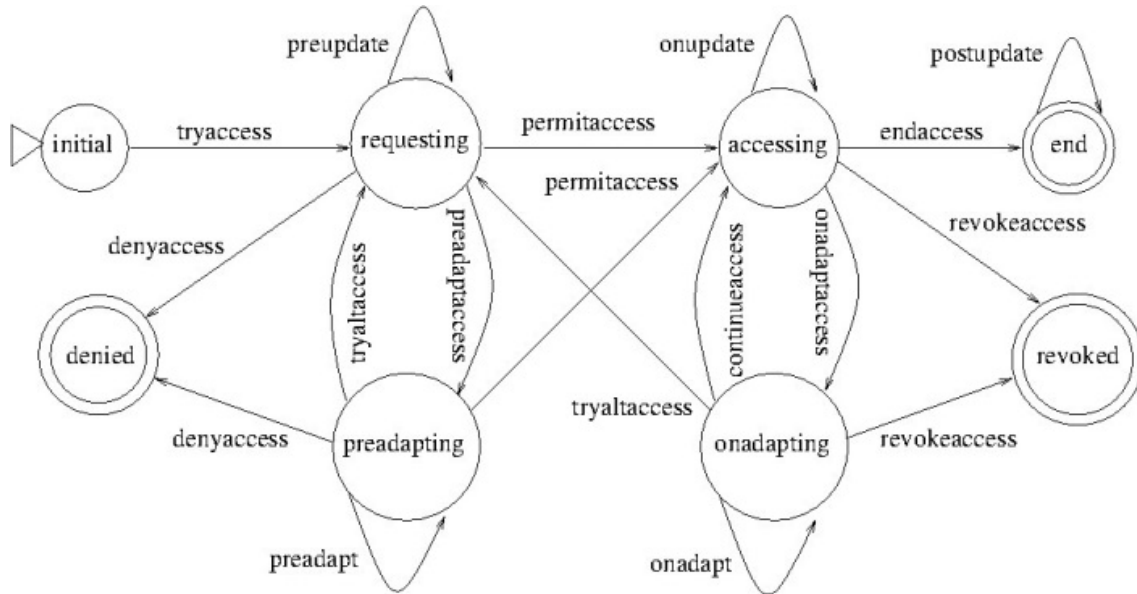 preupdate
onupdate
postupdate
initial
tryaccess
requesting
permitaccess
accessing
endaccess
end
permitaccess
denyaccess
tryaltaccess
preadaptaccess
continueaccess
onadaptaccess
revokeaccess
denied
revoked
tryaltaccess
denyaccess
preadapting
onadapting
revokeaccess
preadapt
onadapt